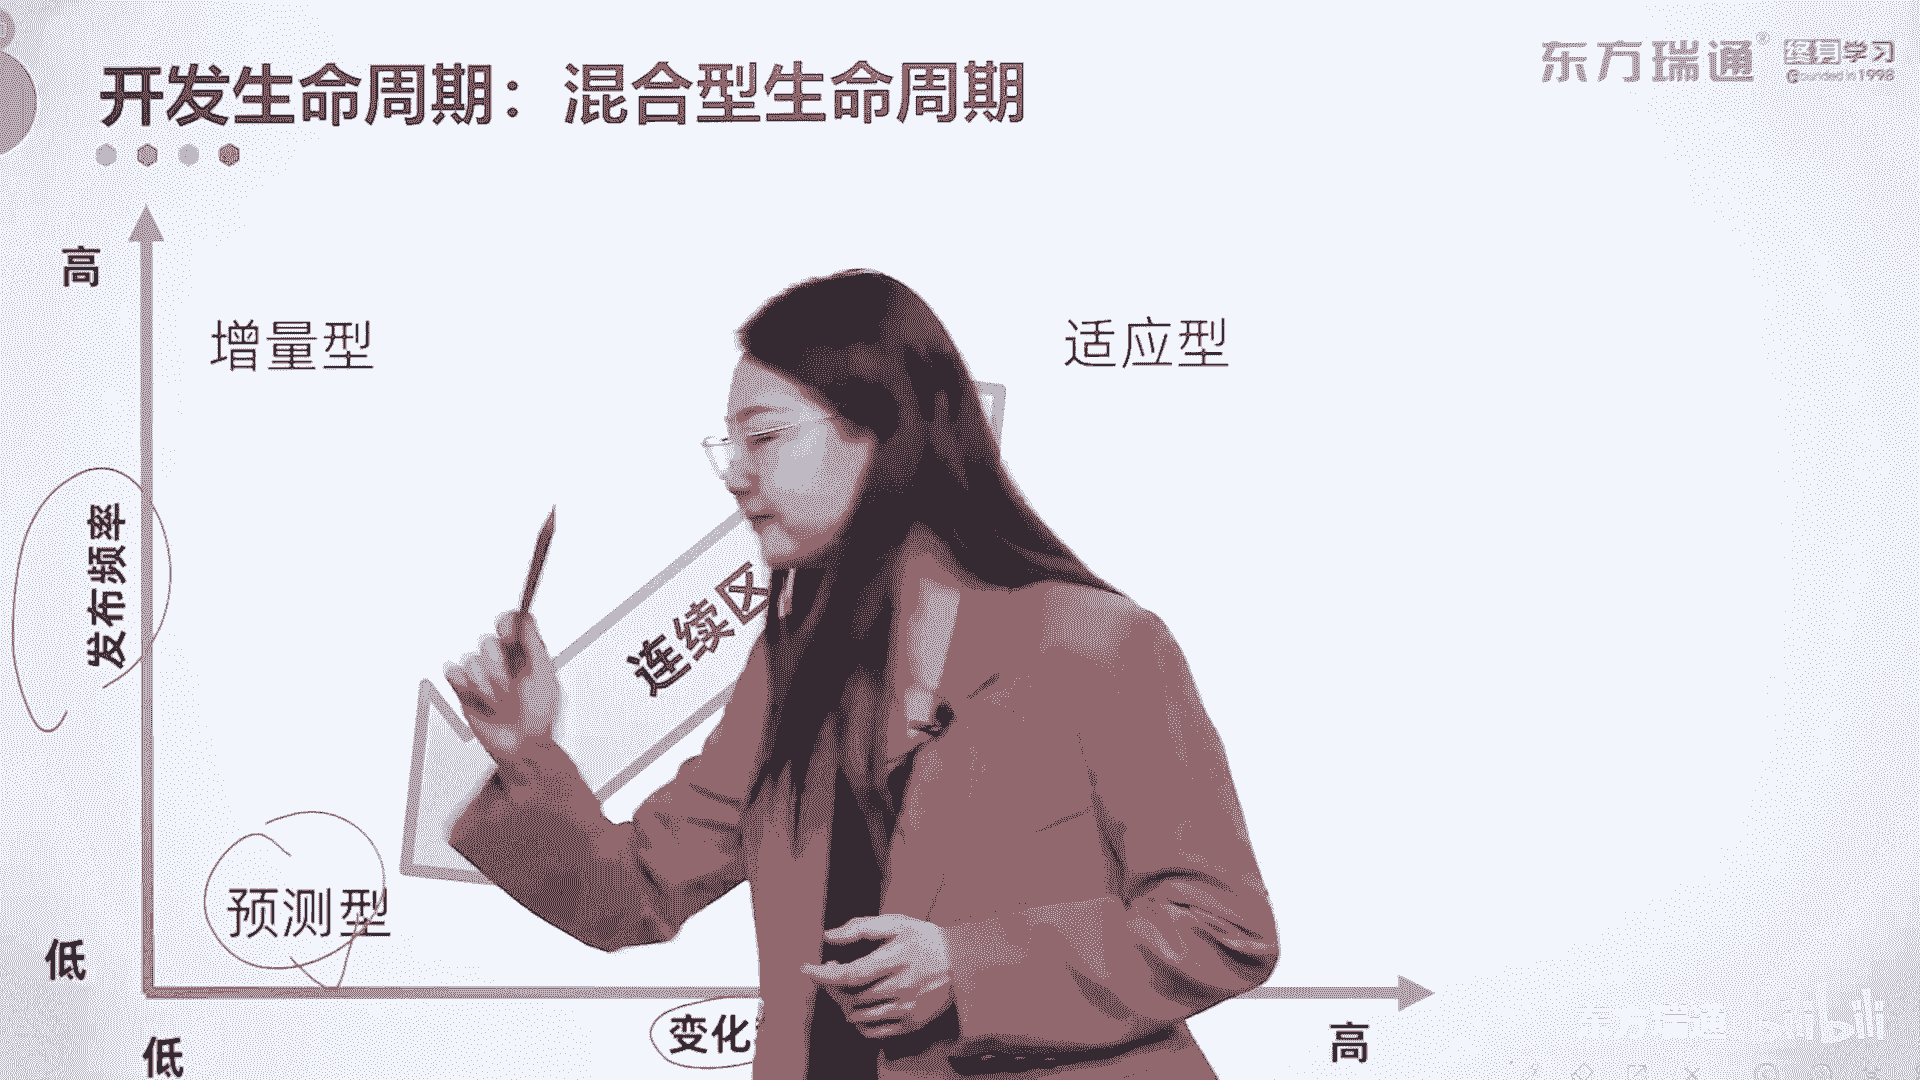 开发生命周期：混合型生命周期
东方瑞通®
终身学习
Founded in 1998
高
增量型
适应型
发布频率
连续区
预测型
低
变化
低
高
东方瑞通
bilibili